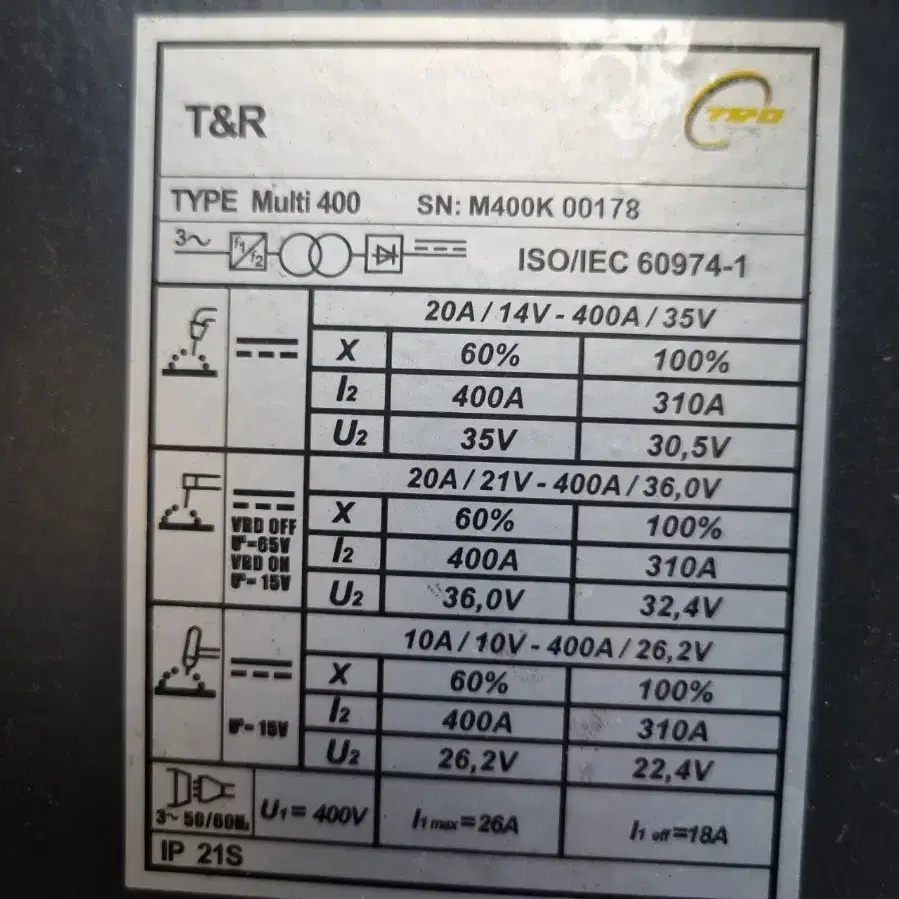 T&R
TYPE Multi 400 SN: M400K 00178
3~ f1/f2 ISO/IEC 60974-1
20A / 14V - 400A / 35V
X 60% 100%
I2 400A 310A
U2 35V 30,5V
20A / 21V - 400A / 36,0V
X 60% 100%
VRD OFF
U=65V
VRD ON
U=15V
I2 400A 310A
U2 36,0V 32,4V
10A / 10V - 400A / 26,2V
X 60% 100%
I2 400A 310A
U=15V
U2 26,2V 22,4V
3~ 50/60Hz U1= 400V I1 max=26A I1 eff=18A
IP 21S